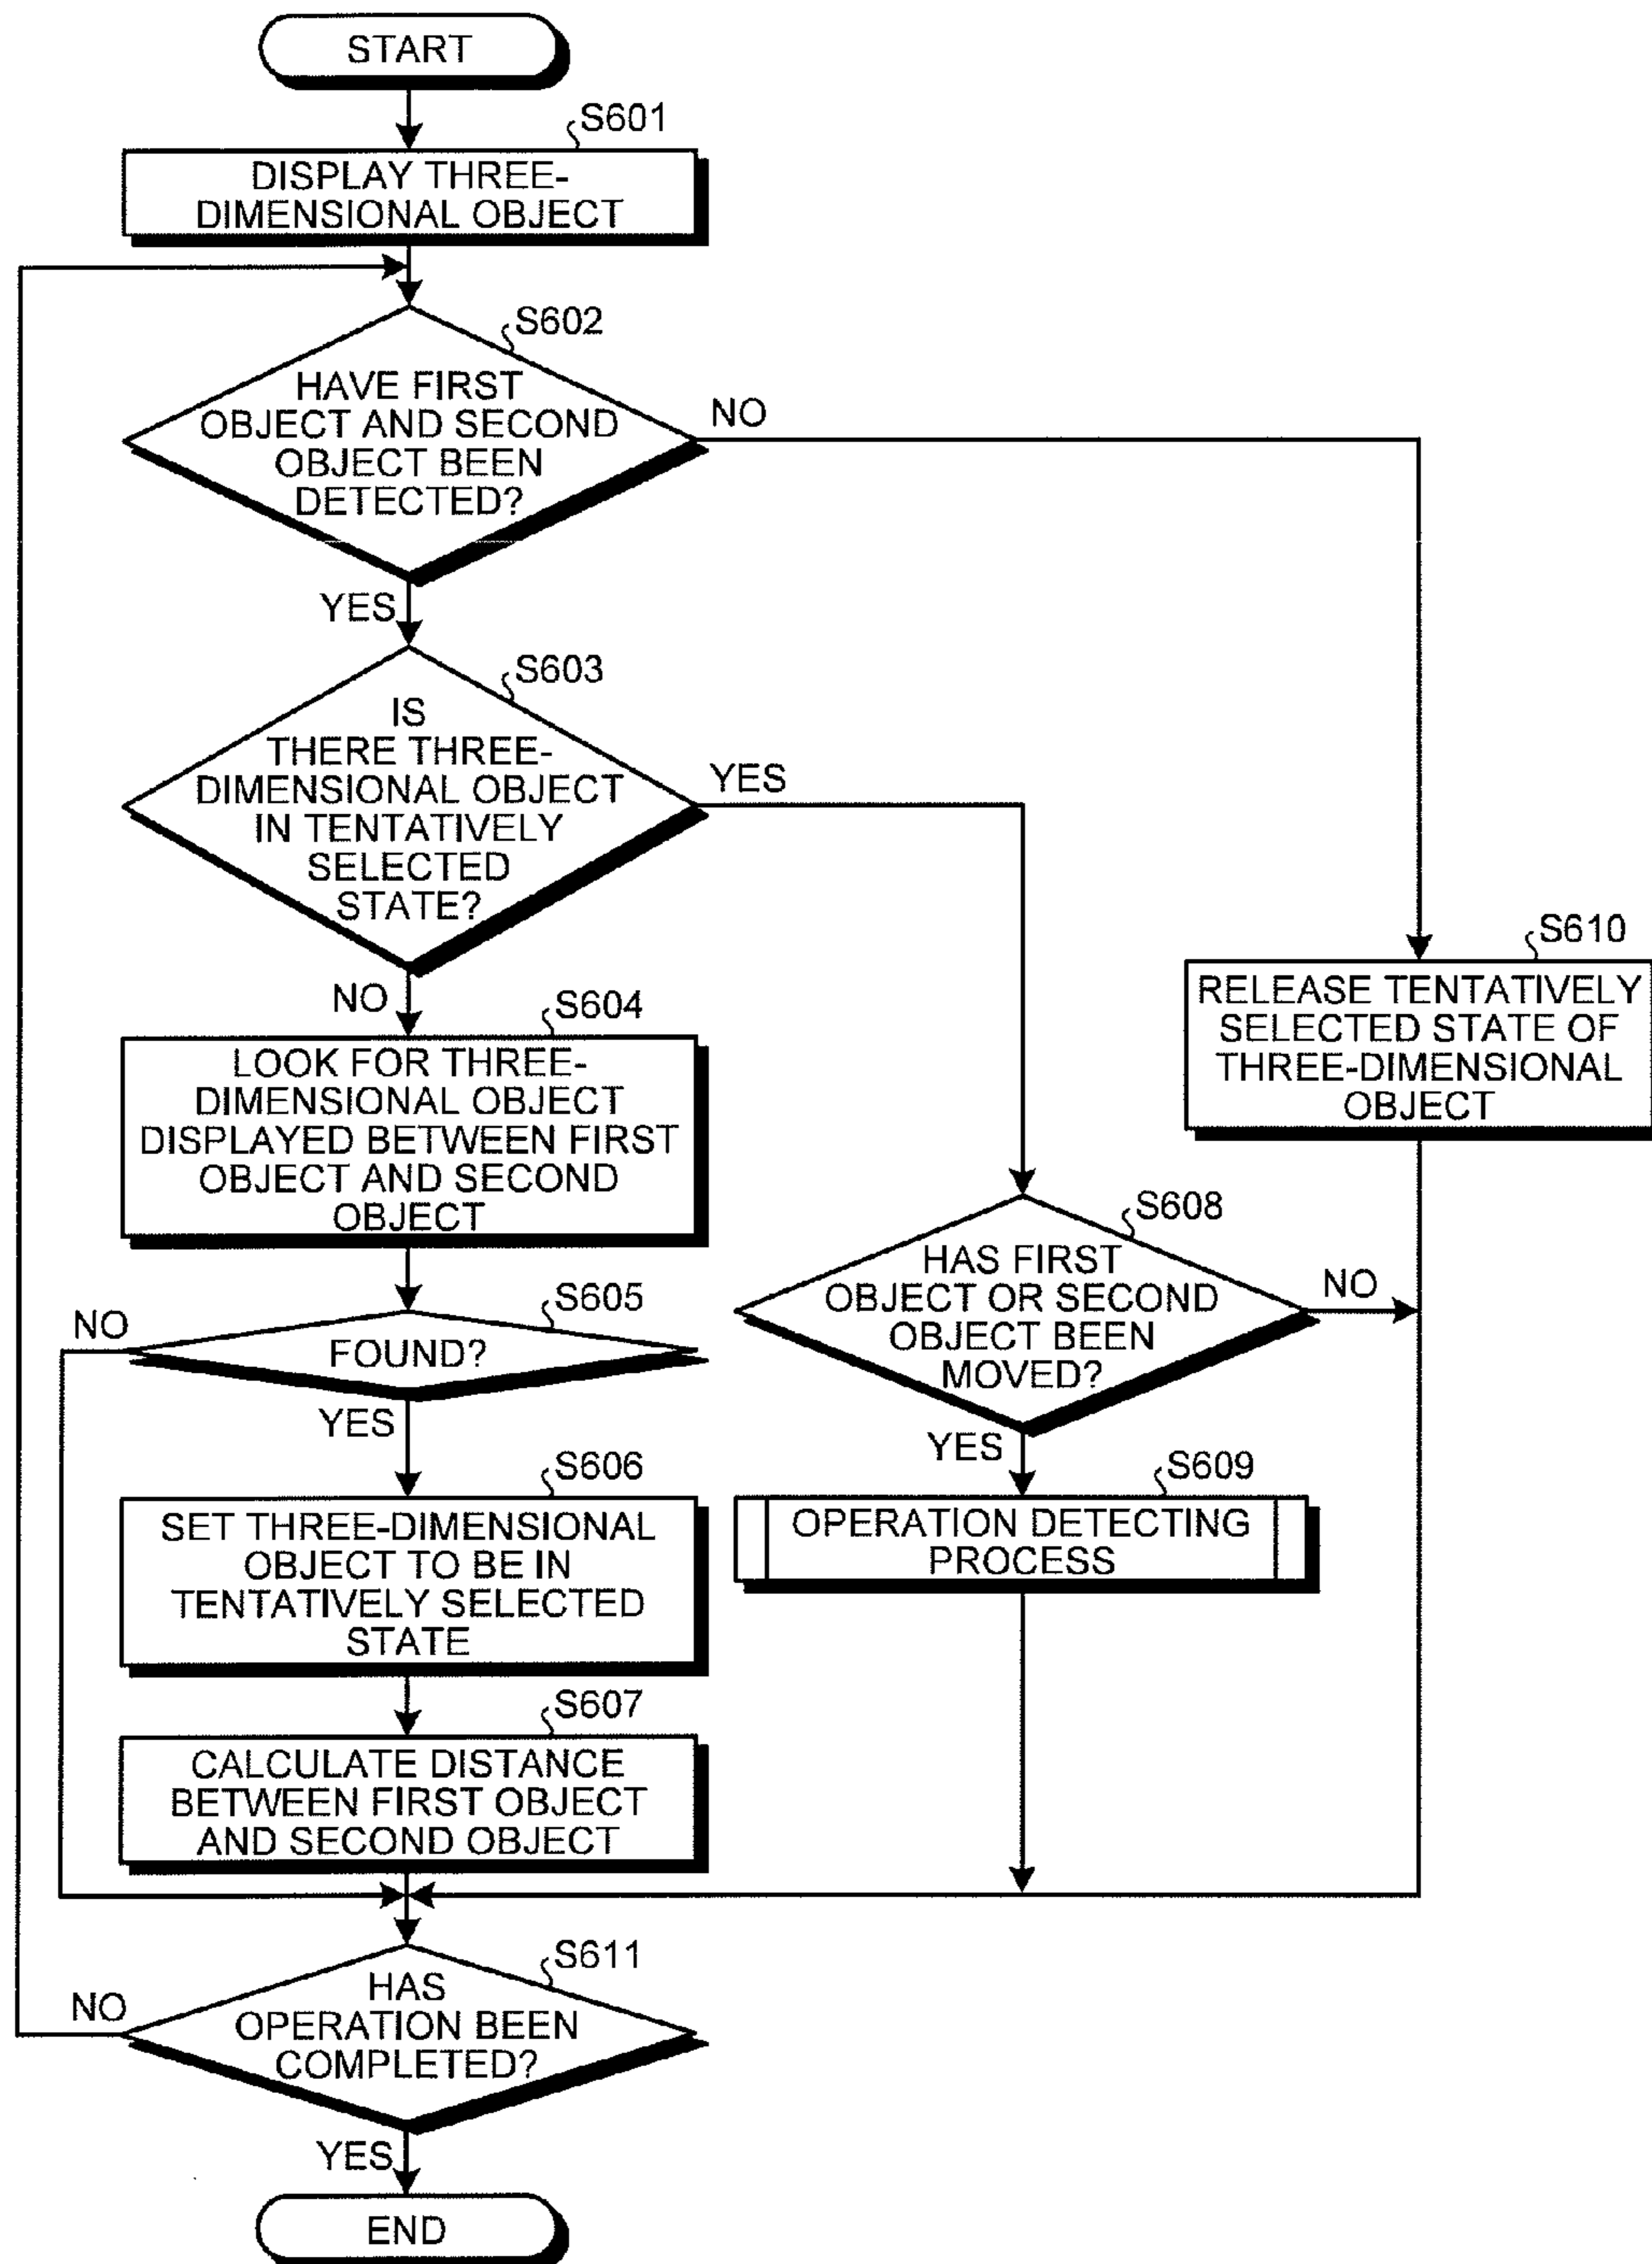 START
S601
DISPLAY THREE-
DIMENSIONAL OBJECT
S602
HAVE FIRST
OBJECT AND SECOND
OBJECT BEEN
DETECTED?
NO
YES
S603
IS
THERE THREE-
DIMENSIONAL OBJECT
IN TENTATIVELY
SELECTED
STATE?
YES
NO
S604
LOOK FOR THREE-
DIMENSIONAL OBJECT
DISPLAYED BETWEEN FIRST
OBJECT AND SECOND
OBJECT
S610
RELEASE TENTATIVELY
SELECTED STATE OF
THREE-DIMENSIONAL
OBJECT
S605
NO
FOUND?
YES
S608
HAS FIRST
OBJECT OR SECOND
OBJECT BEEN
MOVED?
NO
YES
S606
SET THREE-DIMENSIONAL
OBJECT TO BE IN
TENTATIVELY SELECTED
STATE
S609
OPERATION DETECTING
PROCESS
S607
CALCULATE DISTANCE
BETWEEN FIRST OBJECT
AND SECOND OBJECT
S611
HAS
OPERATION BEEN
COMPLETED?
NO
YES
END